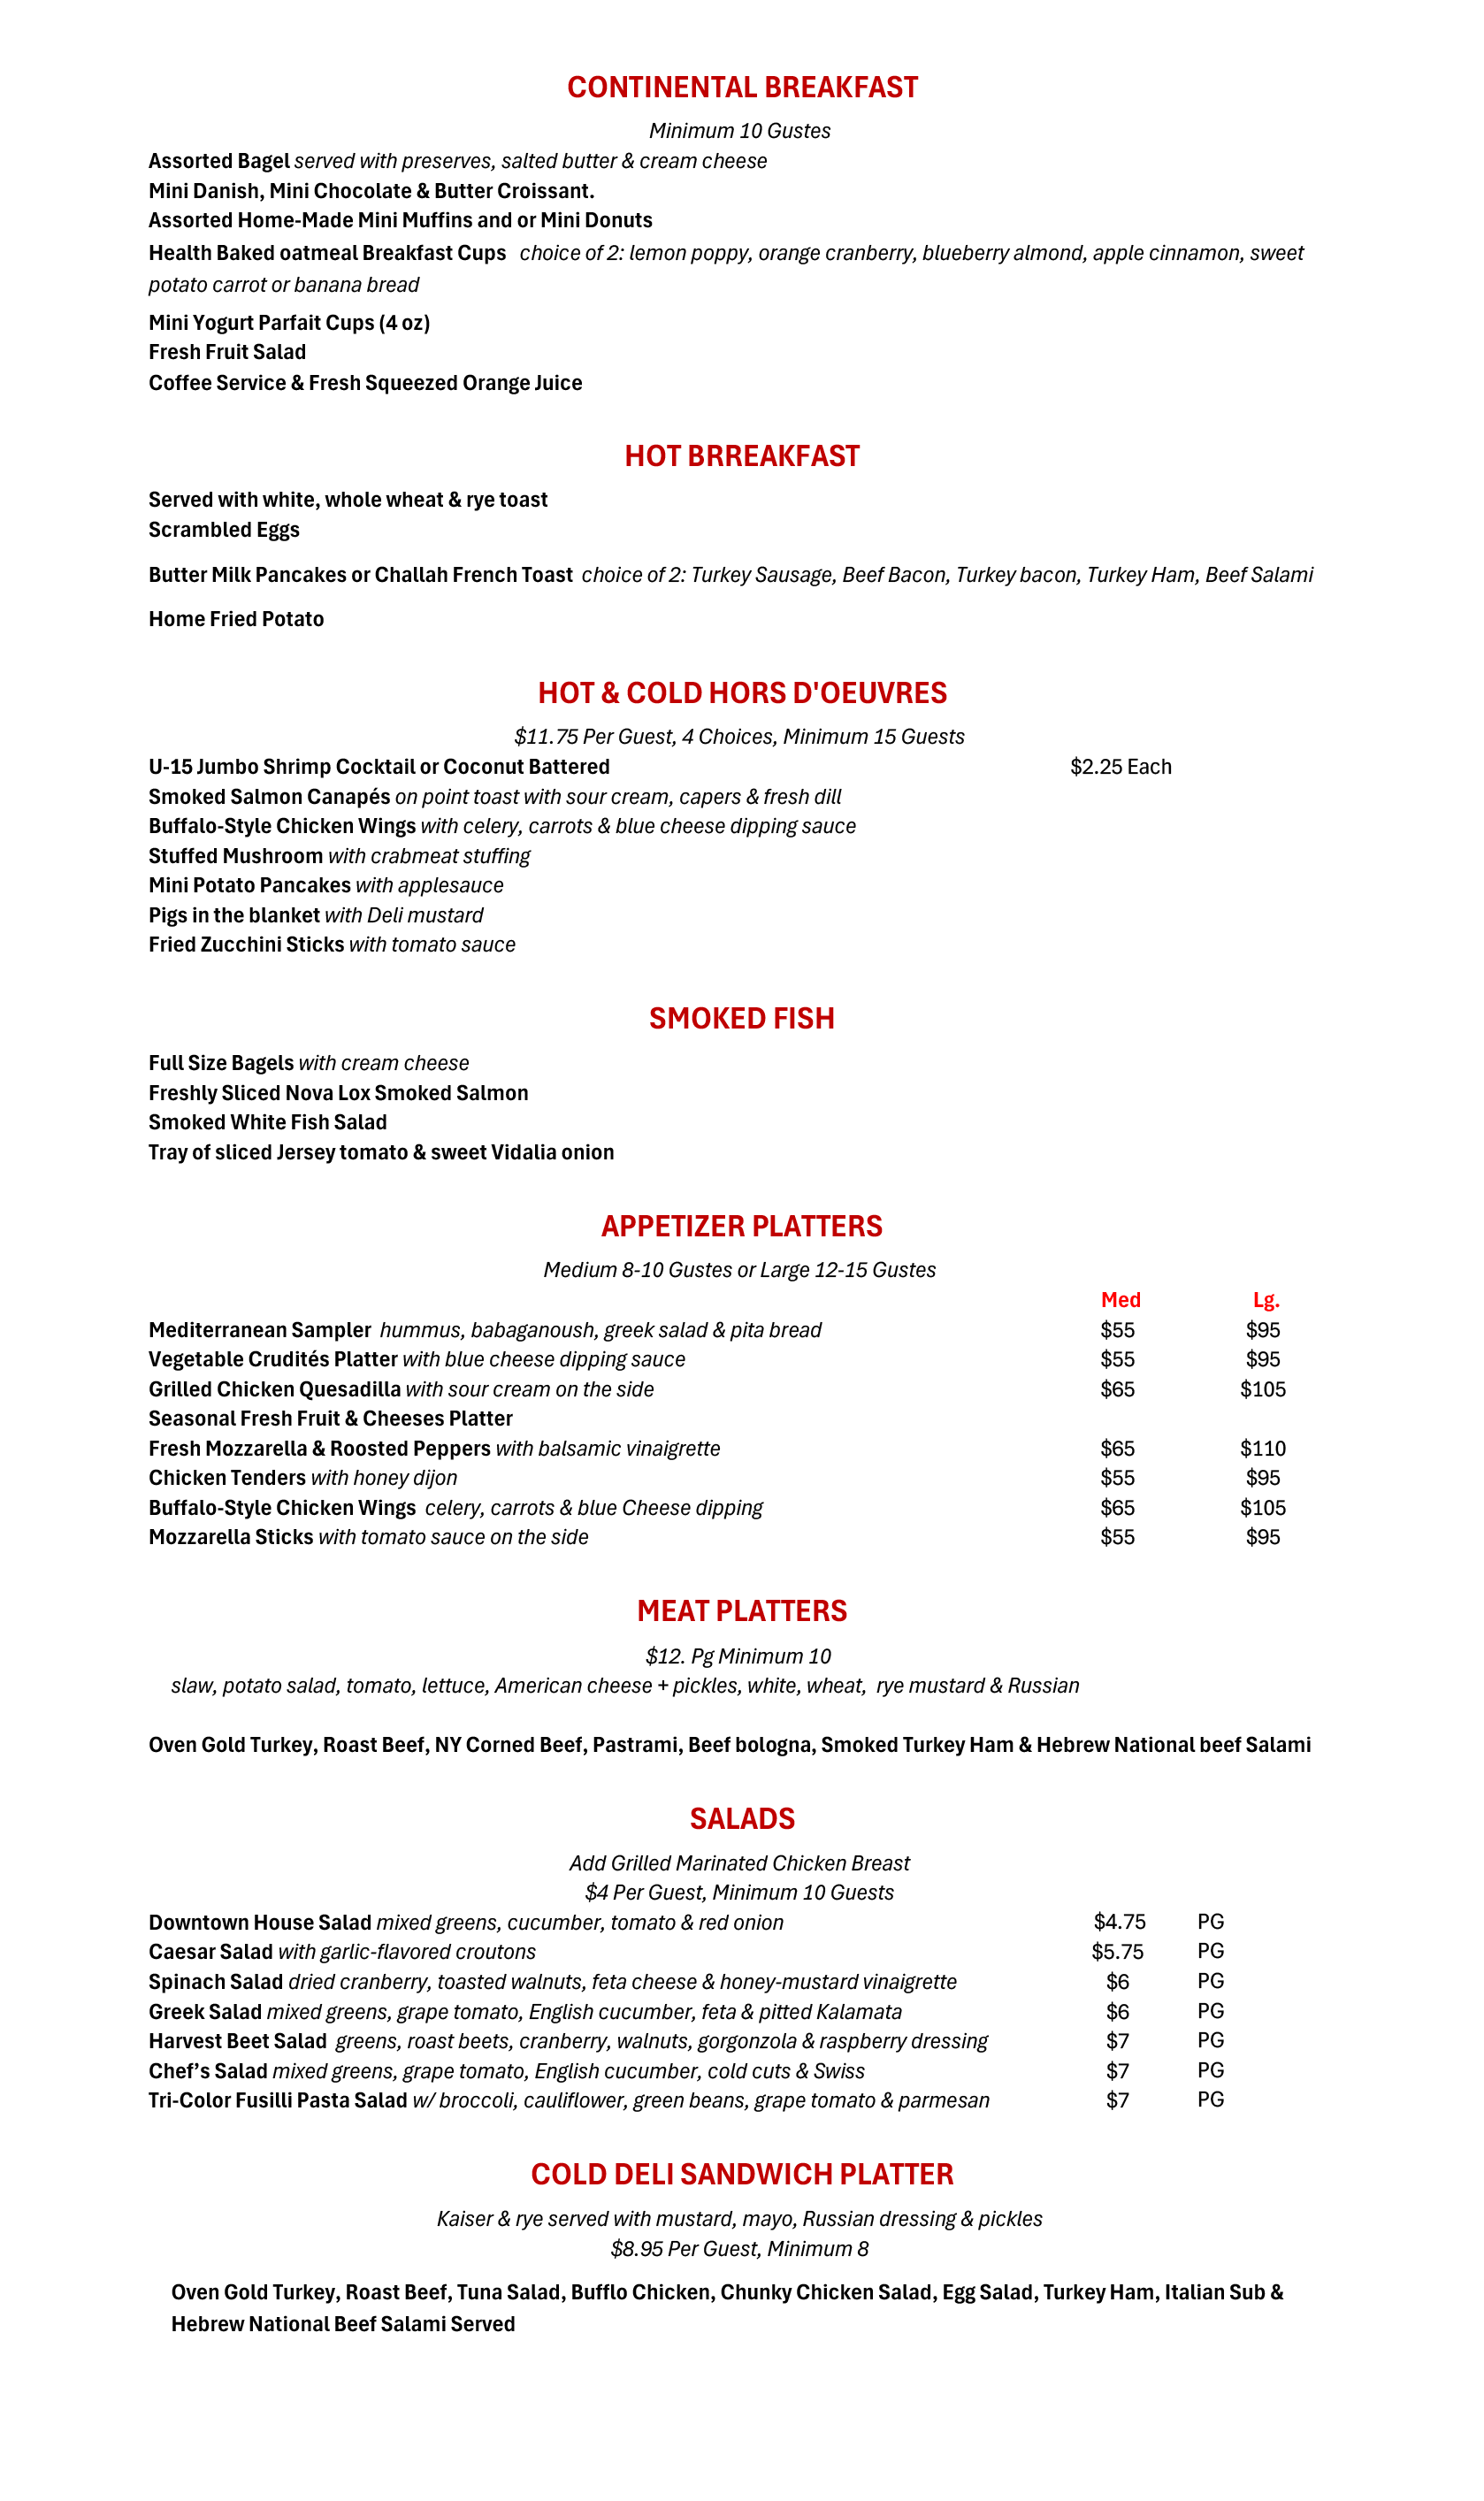 CONTINENTAL BREAKFAST
Minimum 10 Gustes
Assorted Bagel served with preserves, salted butter & cream cheese
Mini Danish, Mini Chocolate & Butter Croissant.
Assorted Home-Made Mini Muffins and or Mini Donuts
Health Baked oatmeal Breakfast Cups choice of 2: lemon poppy, orange cranberry, blueberry almond, apple cinnamon, sweet
potato carrot or banana bread
Mini Yogurt Parfait Cups (4 oz)
Fresh Fruit Salad
Coffee Service & Fresh Squeezed Orange Juice
HOT BRREAKFAST
Served with white, whole wheat & rye toast
Scrambled Eggs
Butter Milk Pancakes or Challah French Toast choice of 2: Turkey Sausage, Beef Bacon, Turkey bacon, Turkey Ham, Beef Salami
Home Fried Potato
HOT & COLD HORS D'OEUVRES
$11.75 Per Guest, 4 Choices, Minimum 15 Guests
U-15 Jumbo Shrimp Cocktail or Coconut Battered $2.25 Each
Smoked Salmon Canapés on point toast with sour cream, capers & fresh dill
Buffalo-Style Chicken Wings with celery, carrots & blue cheese dipping sauce
Stuffed Mushroom with crabmeat stuffing
Mini Potato Pancakes with applesauce
Pigs in the blanket with Deli mustard
Fried Zucchini Sticks with tomato sauce
SMOKED FISH
Full Size Bagels with cream cheese
Freshly Sliced Nova Lox Smoked Salmon
Smoked White Fish Salad
Tray of sliced Jersey tomato & sweet Vidalia onion
APPETIZER PLATTERS
Medium 8-10 Gustes or Large 12-15 Gustes
Med Lg.
Mediterranean Sampler hummus, babaganoush, greek salad & pita bread $55 $95
Vegetable Crudités Platter with blue cheese dipping sauce $55 $95
Grilled Chicken Quesadilla with sour cream on the side $65 $105
Seasonal Fresh Fruit & Cheeses Platter
Fresh Mozzarella & Roosted Peppers with balsamic vinaigrette $65 $110
Chicken Tenders with honey dijon $55 $95
Buffalo-Style Chicken Wings celery, carrots & blue Cheese dipping $65 $105
Mozzarella Sticks with tomato sauce on the side $55 $95
MEAT PLATTERS
$12. Pg Minimum 10
slaw, potato salad, tomato, lettuce, American cheese + pickles, white, wheat, rye mustard & Russian
Oven Gold Turkey, Roast Beef, NY Corned Beef, Pastrami, Beef bologna, Smoked Turkey Ham & Hebrew National beef Salami
SALADS
Add Grilled Marinated Chicken Breast
$4 Per Guest, Minimum 10 Guests
Downtown House Salad mixed greens, cucumber, tomato & red onion $4.75 PG
Caesar Salad with garlic-flavored croutons $5.75 PG
Spinach Salad dried cranberry, toasted walnuts, feta cheese & honey-mustard vinaigrette $6 PG
Greek Salad mixed greens, grape tomato, English cucumber, feta & pitted Kalamata $6 PG
Harvest Beet Salad greens, roast beets, cranberry, walnuts, gorgonzola & raspberry dressing $7 PG
Chef’s Salad mixed greens, grape tomato, English cucumber, cold cuts & Swiss $7 PG
Tri-Color Fusilli Pasta Salad w/ broccoli, cauliflower, green beans, grape tomato & parmesan $7 PG
COLD DELI SANDWICH PLATTER
Kaiser & rye served with mustard, mayo, Russian dressing & pickles
$8.95 Per Guest, Minimum 8
Oven Gold Turkey, Roast Beef, Tuna Salad, Bufflo Chicken, Chunky Chicken Salad, Egg Salad, Turkey Ham, Italian Sub &
Hebrew National Beef Salami Served